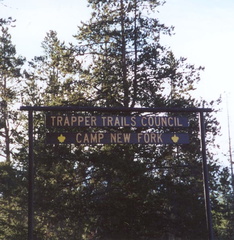 TRAPPER TRAILS COUNCIL
CAMP NEW FORK